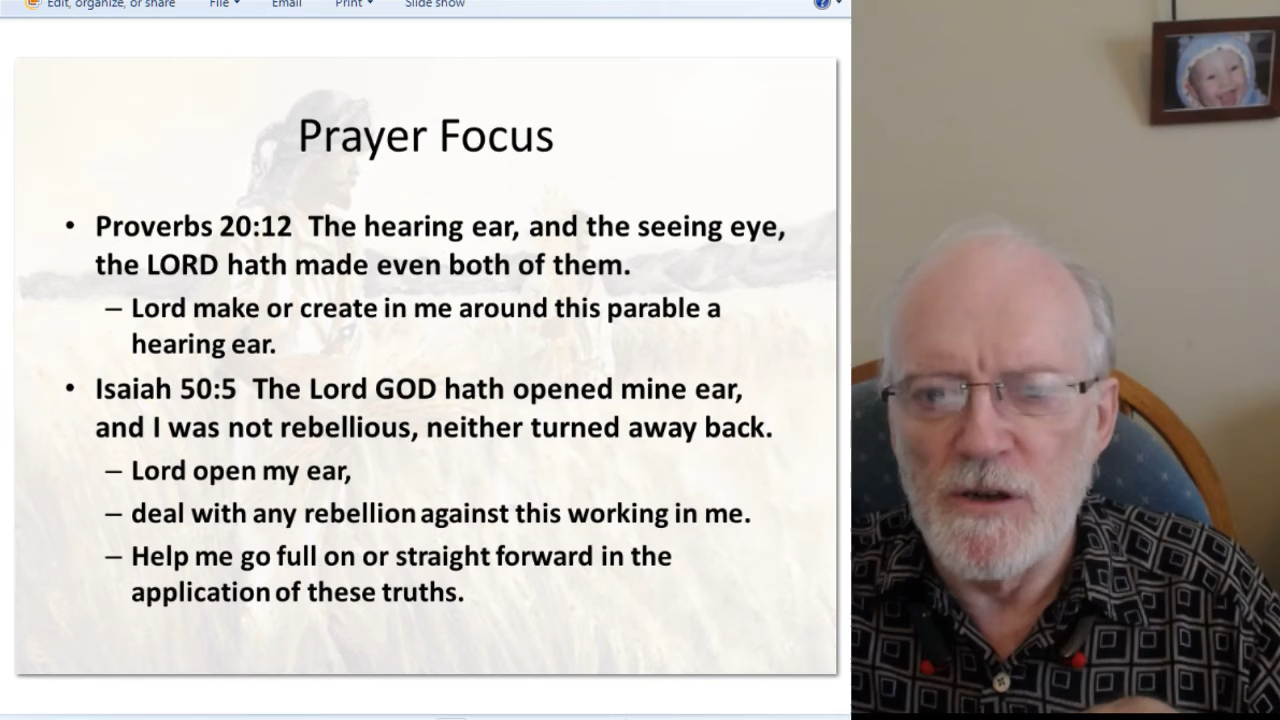 Edit, organize, or share File Email Print Slide show
Prayer Focus
• Proverbs 20:12 The hearing ear, and the seeing eye,
the LORD hath made even both of them.
– Lord make or create in me around this parable a
hearing ear.
• Isaiah 50:5 The Lord GOD hath opened mine ear,
and I was not rebellious, neither turned away back.
– Lord open my ear,
– deal with any rebellion against this working in me.
– Help me go full on or straight forward in the
application of these truths.